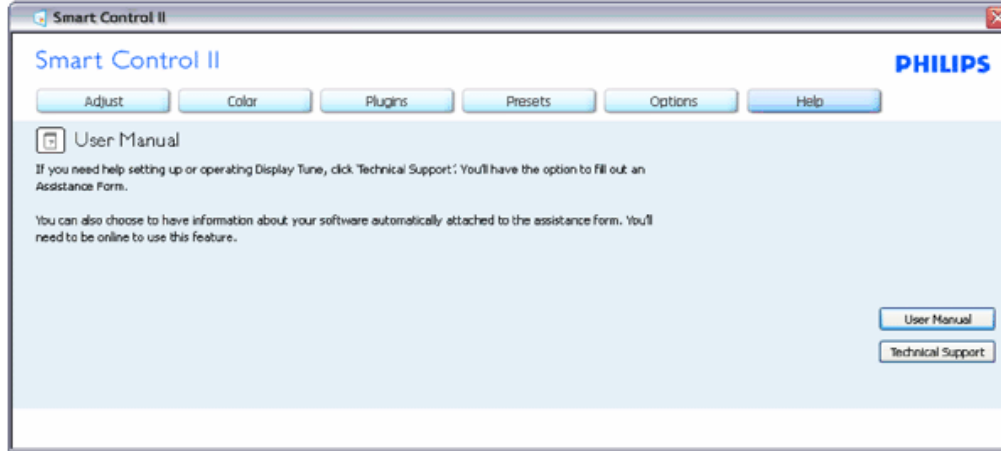 Smart Control II
Smart Control II
PHILIPS
Adjust Color Plugins Presets Options Help
User Manual
If you need help setting up or operating Display Tune, click 'Technical Support'. You'll have the option to fill out an
Assistance Form.
You can also choose to have information about your software automatically attached to the assistance form. You'll
need to be online to use this feature.
User Manual
Technical Support